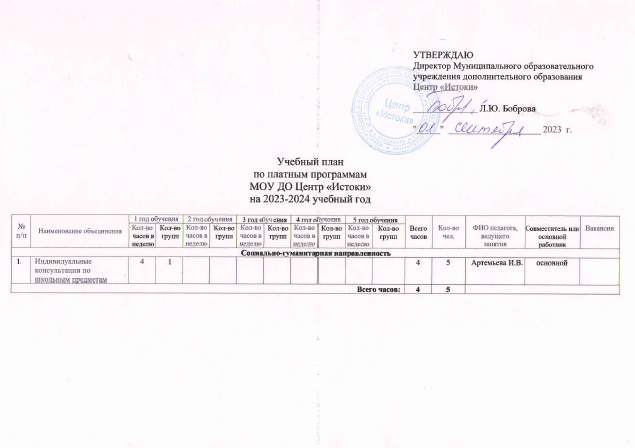 УТВЕРЖДАЮ
Директор Муниципального образовательного
учреждения дополнительного образования
Центр «Истоки»
Л.Ю. Боброва
"01" сентября 2023 г.
Центр
«Истоки»
Учебный план
по платным программам
МОУ ДО Центр «Истоки»
на 2023-2024 учебный год
№ п/п Наименование объединения 1 год обучения 2 год обучения 3 год обучения 4 год обучения 5 год обучения Всего часов Кол-во чел. ФИО педагога, ведущего занятия Совместитель или основной работник Вакансия
Кол-во часов в неделю Кол-во групп Кол-во часов в неделю Кол-во групп Кол-во часов в неделю Кол-во групп Кол-во часов в неделю Кол-во групп Кол-во часов в неделю Кол-во групп
Социально-гуманитарная направленность
1. Индивидуальные консультации по школьным предметам 4 1 4 5 Артемьева И.В. основной
Всего часов: 4 5